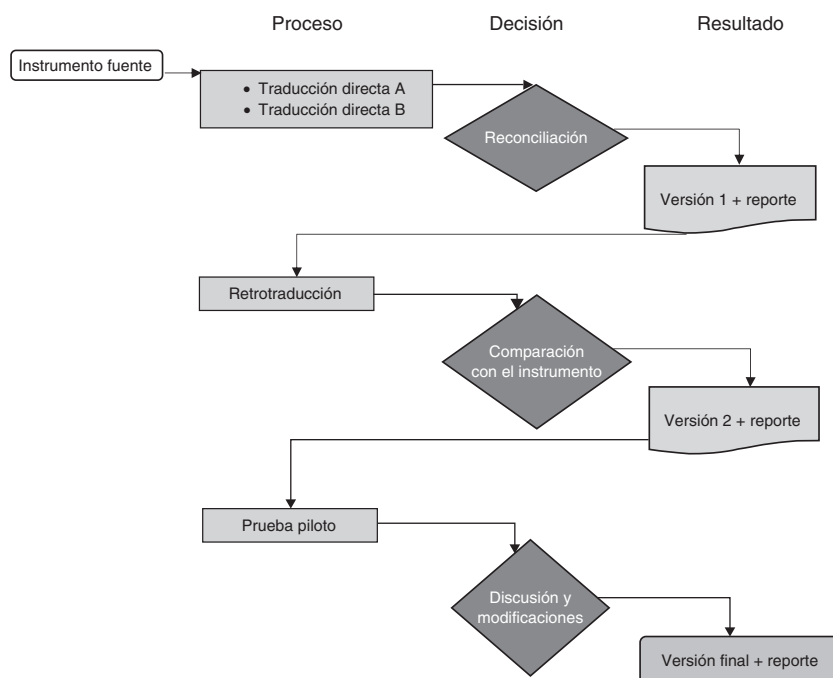 Proceso
Decisión
Resultado
Instrumento fuente
• Traducción directa A
• Traducción directa B
Reconciliación
Versión 1 + reporte
Retrotraducción
Comparación
con el instrumento
Versión 2 + reporte
Prueba piloto
Discusión y
modificaciones
Versión final + reporte